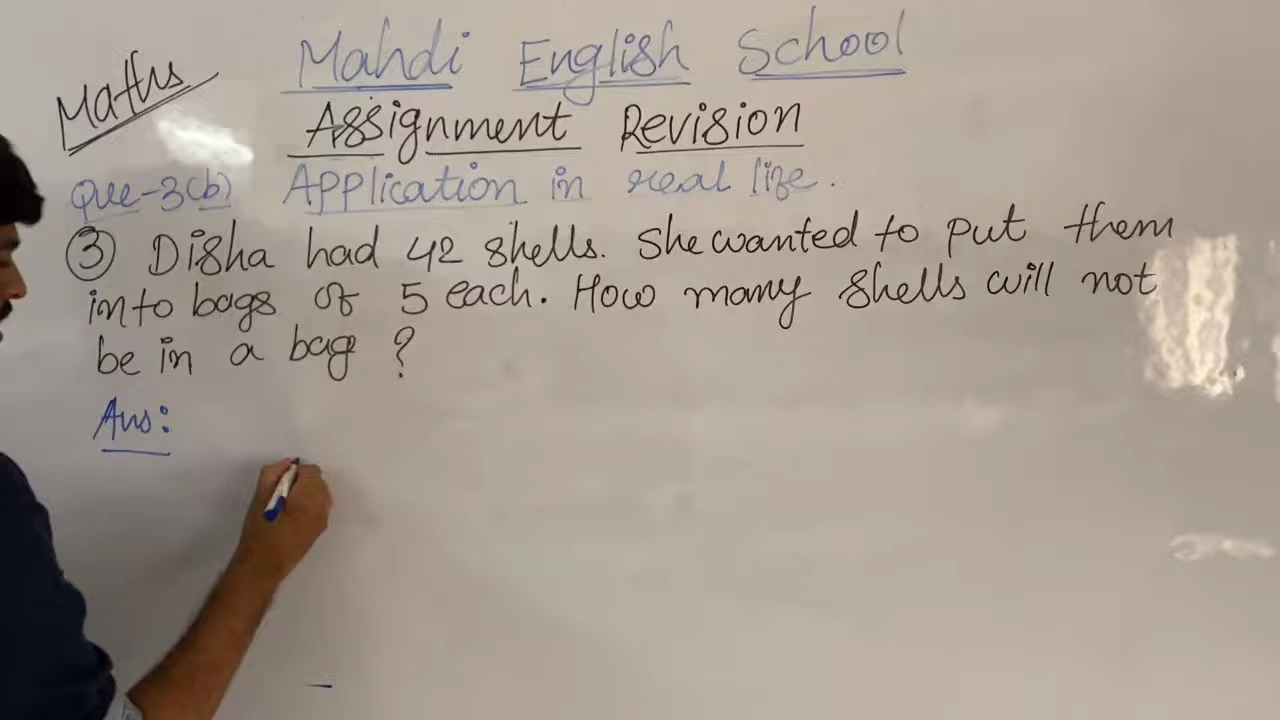 Maths
Mahdi English School
Assignment Revision
Que-3(b) Application in real life.
③ Disha had 42 shells. She wanted to put them
into bags of 5 each. How many shells will not
be in a bag ?
Ans: